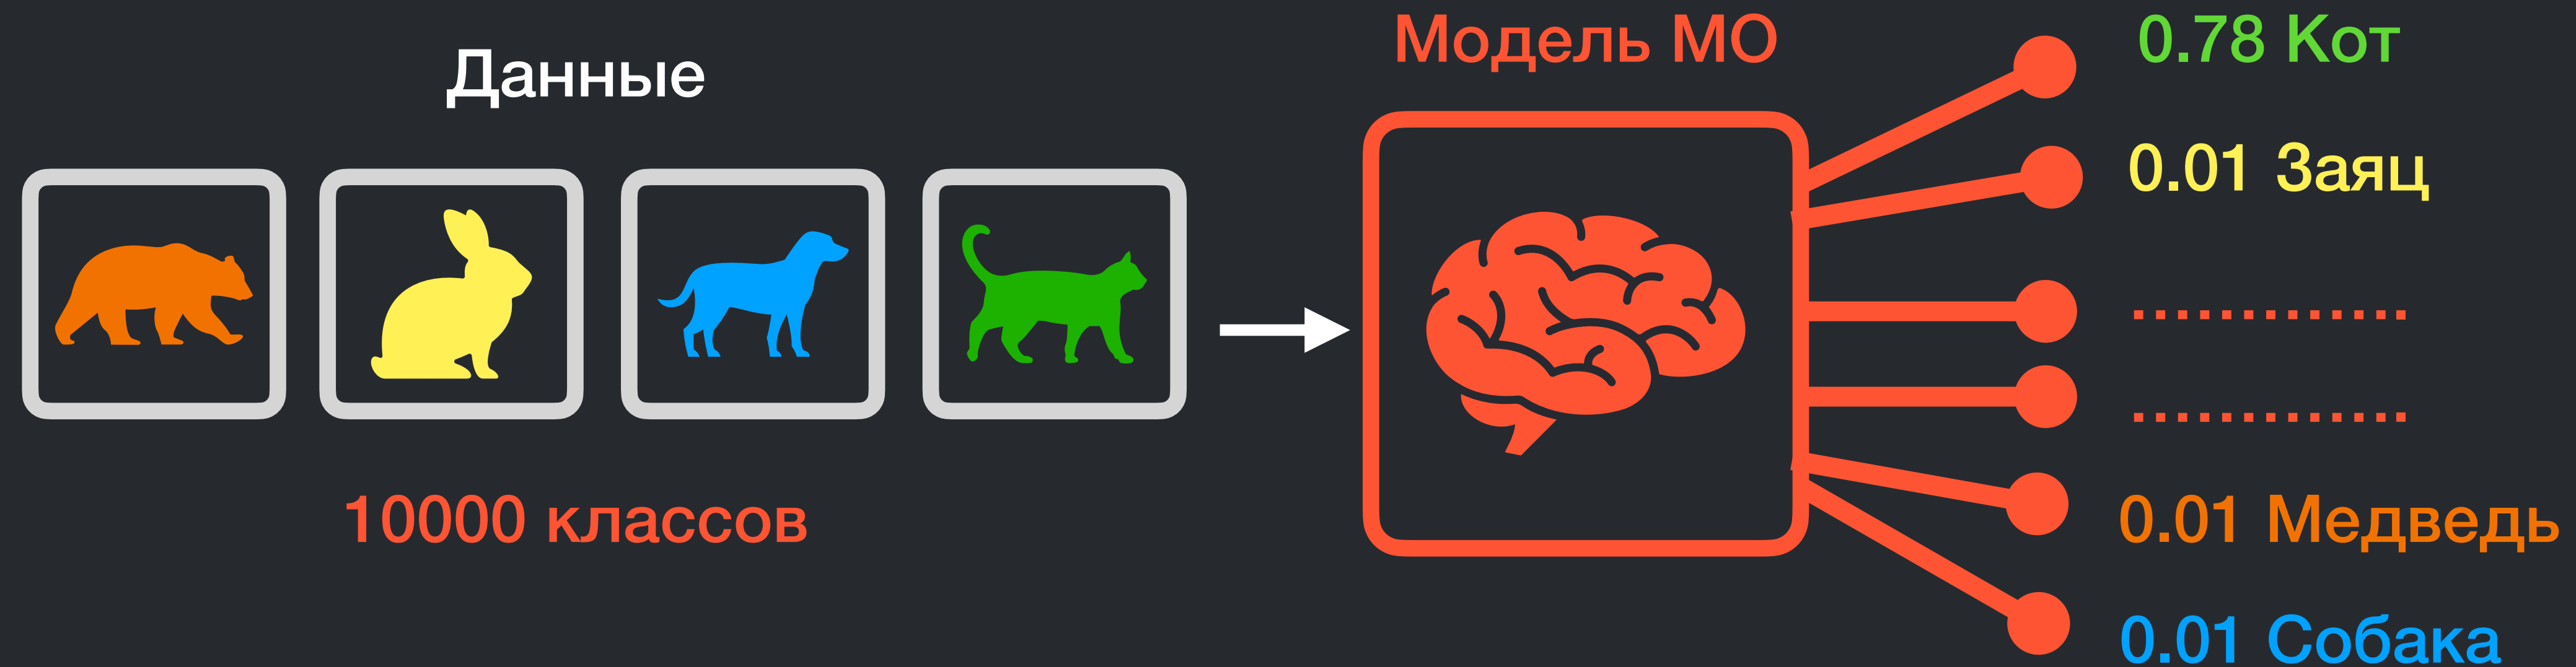 Данные
10000 классов
Модель МО
0.78 Кот
0.01 Заяц
.............
.............
0.01 Медведь
0.01 Собака